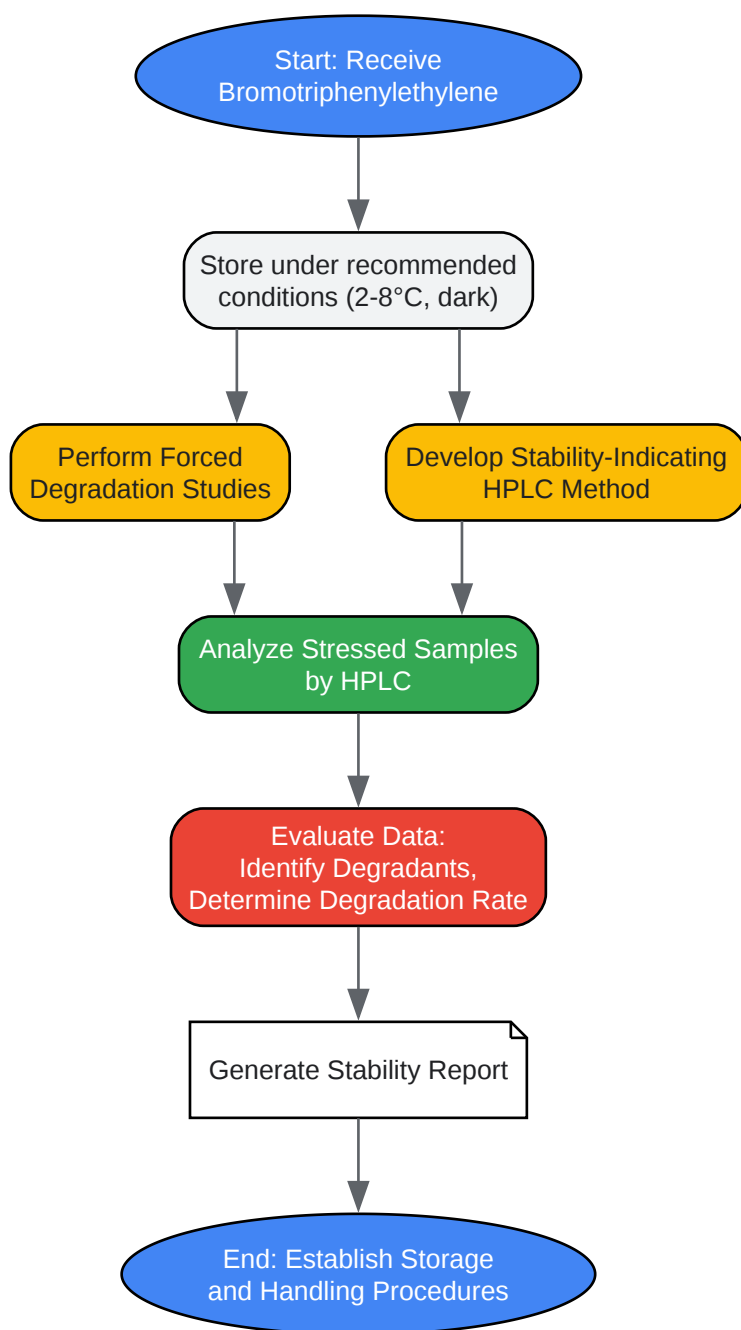 Start: Receive
Bromotriphenylethylene
Store under recommended
conditions (2-8°C, dark)
Perform Forced
Degradation Studies
Develop Stability-Indicating
HPLC Method
Analyze Stressed Samples
by HPLC
Evaluate Data:
Identify Degradants,
Determine Degradation Rate
Generate Stability Report
End: Establish Storage
and Handling Procedures